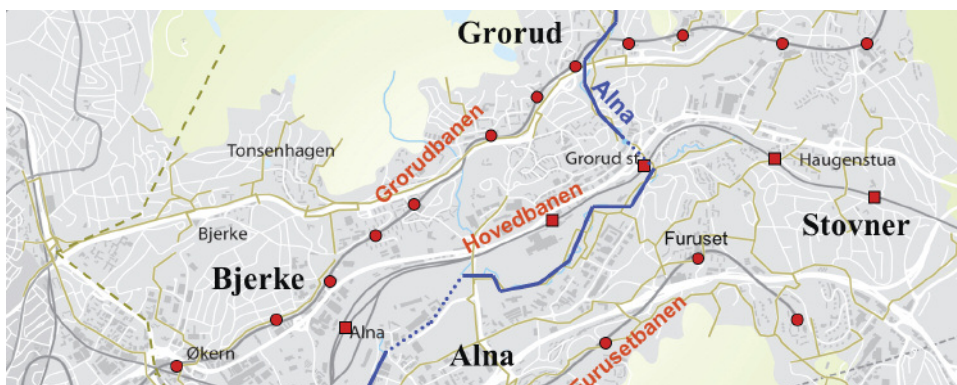 Grorud
Alna
Grorudbanen
Tonsenhagen
Grorud st
Haugenstua
Hovedbanen
Stovner
Bjerke
Furuset
Bjerke
Alna
Økern
Alna
Furusetbanen